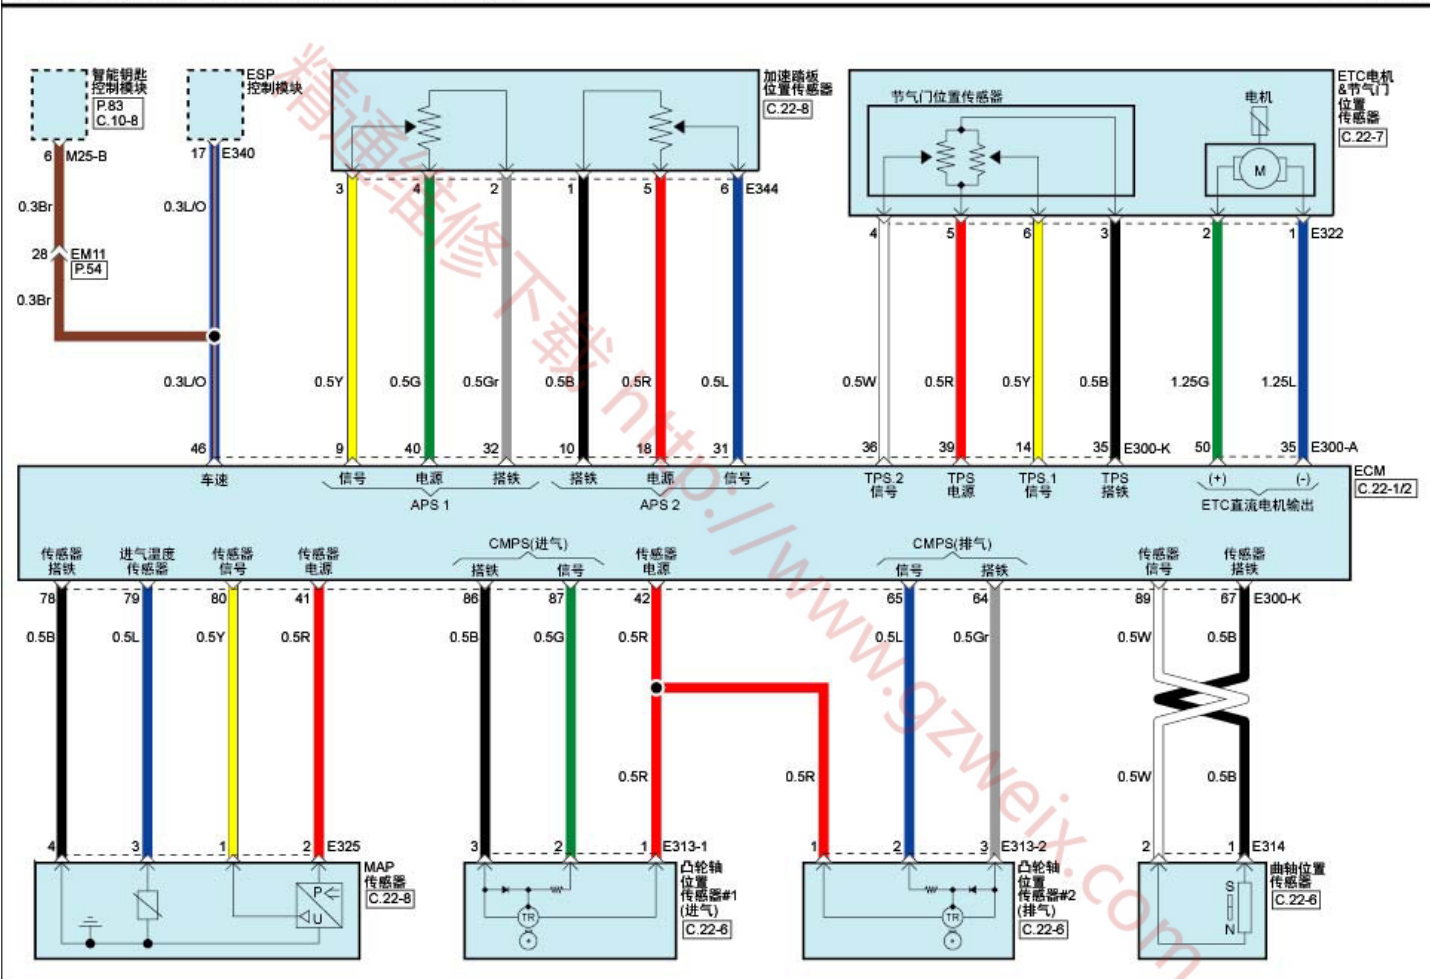 智能钥匙
控制模块
P.83
C.10-8
ESP
控制模块
加速踏板
位置传感器
C.22-8
节气门位置传感器
电机
M
ETC电机
&节气门
位置
传感器
C.22-7
6 M25-B
17 E340
3 4 2 1 5 6 E344
4 5 6 3 2 1 E322
0.3Br
0.3L/O
28 EM11
P.54
0.3Br
0.3L/O 0.5Y 0.5G 0.5Gr 0.5B 0.5R 0.5L 0.5W 0.5R 0.5Y 0.5B 1.25G 1.25L
46 9 40 32 10 18 31 36 39 14 35 E300-K 50 35 E300-A
ECM
C.22-1/2
车速 信号 电源 搭铁 搭铁 电源 信号
APS 1 APS 2
TPS.2
信号
TPS
电源
TPS.1
信号
TPS
搭铁
(+) (-)
ETC直流电机输出
传感器
搭铁
进气温度
传感器
传感器
信号
传感器
电源
CMPS(进气)
搭铁 信号
传感器
电源
CMPS(排气)
信号 搭铁
传感器
信号
传感器
搭铁
78 79 80 41 86 87 42 65 64 89 67 E300-K
0.5B 0.5L 0.5Y 0.5R 0.5B 0.5G 0.5R 0.5L 0.5Gr 0.5W 0.5B
0.5R 0.5R 0.5W 0.5B
4 3 1 2 E325
3 2 1 E313-1
1 2 3 E313-2
2 1 E314
P
U
MAP
传感器
C.22-8
TR
凸轮轴
位置
传感器#1
(进气)
C.22-6
TR
凸轮轴
位置
传感器#2
(排气)
C.22-6
S
N
曲轴位置
传感器
C.22-6
精通维修下载 http://www.gzweix.com